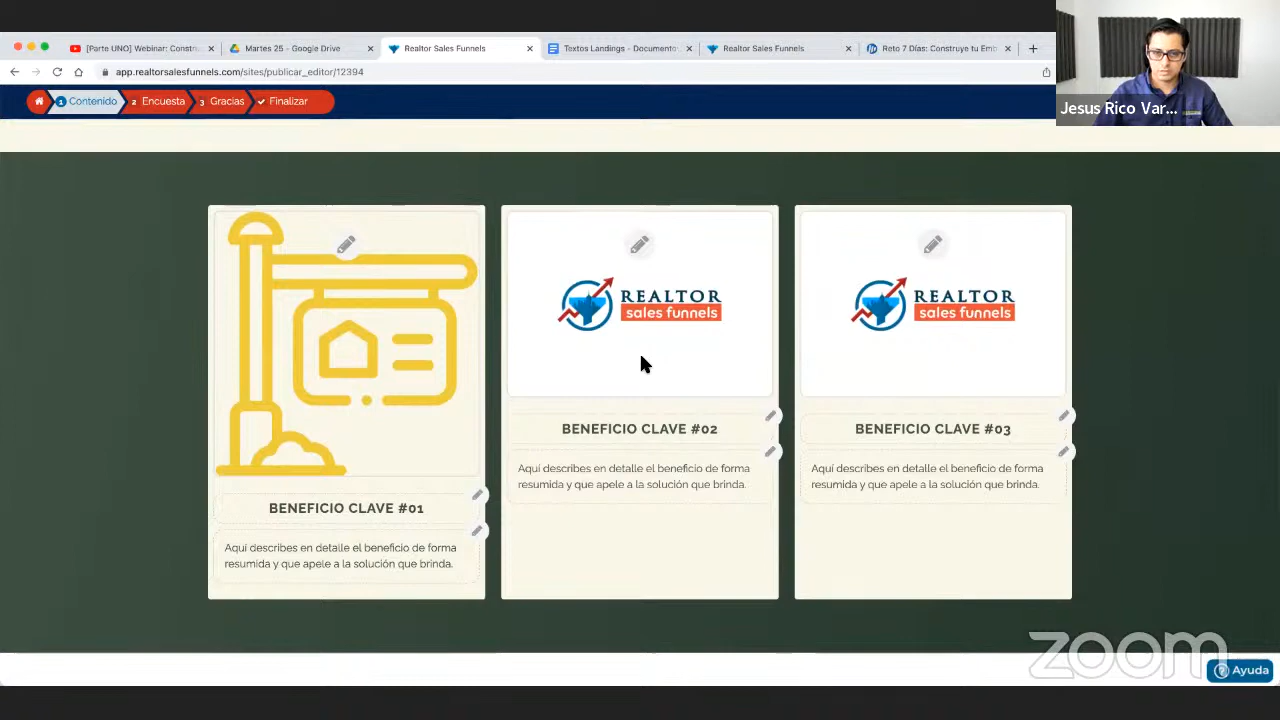 [Parte UNO] Webinar: Constru
Martes 25 - Google Drive
Realtor Sales Funnels
Textos Landings - Documento
Realtor Sales Funnels
Reto 7 Días: Construye tu Emb
app.realtorsalesfunnels.com/sites/publicar_editor/12394
1 Contenido
2 Encuesta
3 Gracias
Finalizar
Jesus Rico Var...
REALTOR
sales funnels
REALTOR
sales funnels
BENEFICIO CLAVE #01
Aquí describes en detalle el beneficio de forma
resumida y que apele a la solución que brinda.
BENEFICIO CLAVE #02
Aquí describes en detalle el beneficio de forma
resumida y que apele a la solución que brinda.
BENEFICIO CLAVE #03
Aquí describes en detalle el beneficio de forma
resumida y que apele a la solución que brinda.
zoom
Ayuda